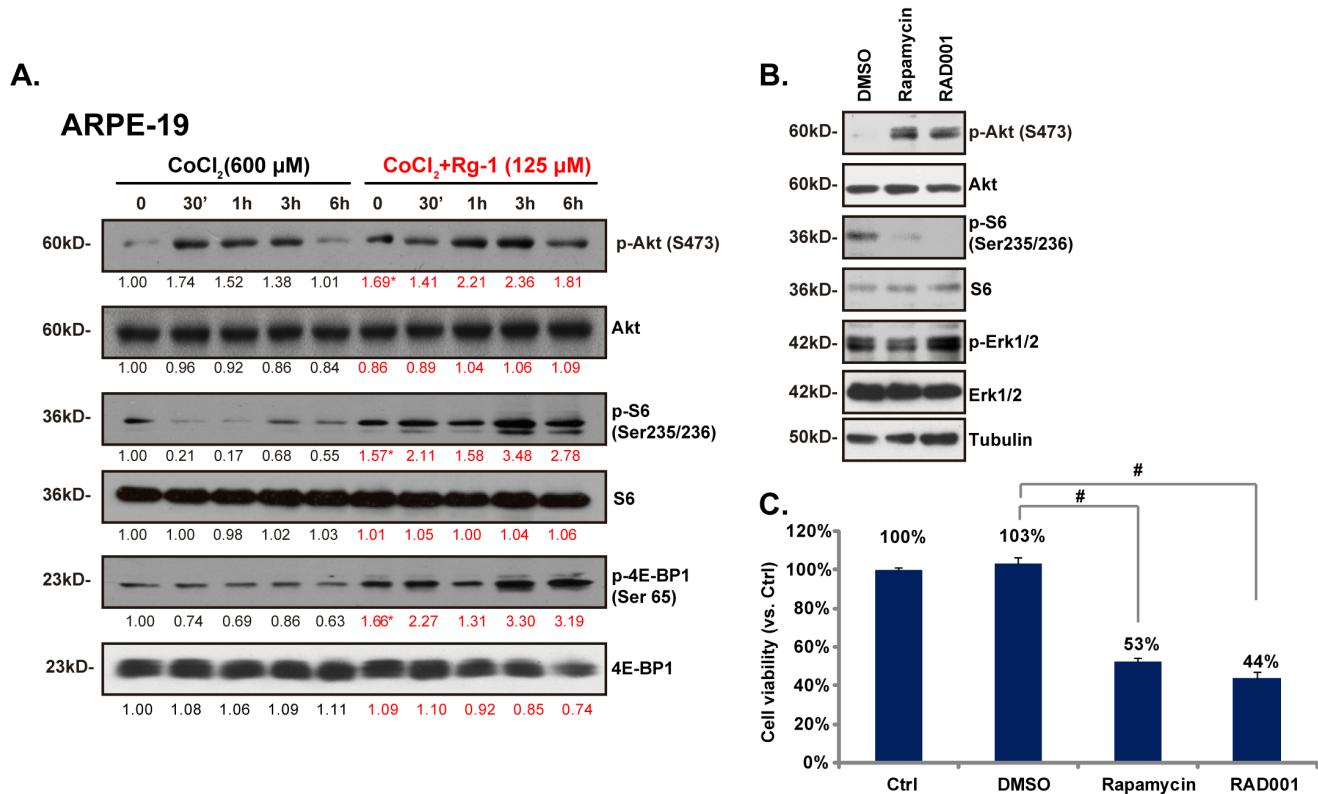 A.
ARPE-19
CoCl₂(600 µM) CoCl₂+Rg-1 (125 µM)
0 30’ 1h 3h 6h 0 30’ 1h 3h 6h
60kD- p-Akt (S473)
1.00 1.74 1.52 1.38 1.01 1.69* 1.41 2.21 2.36 1.81
60kD- Akt
1.00 0.96 0.92 0.86 0.84 0.86 0.89 1.04 1.06 1.09
36kD- p-S6
(Ser235/236)
1.00 0.21 0.17 0.68 0.55 1.57* 2.11 1.58 3.48 2.78
36kD- S6
1.00 1.00 0.98 1.02 1.03 1.01 1.05 1.00 1.04 1.06
23kD- p-4E-BP1
(Ser 65)
1.00 0.74 0.69 0.86 0.63 1.66* 2.27 1.31 3.30 3.19
23kD- 4E-BP1
1.00 1.08 1.06 1.09 1.11 1.09 1.10 0.92 0.85 0.74
B.
DMSO Rapamycin RAD001
60kD- p-Akt (S473)
60kD- Akt
36kD- p-S6
(Ser235/236)
36kD- S6
42kD- p-Erk1/2
42kD- Erk1/2
50kD- Tubulin
C.
#
#
Cell viability (vs. Ctrl)
120%
100%
80%
60%
40%
20%
0%
100% 103% 53% 44%
Ctrl DMSO Rapamycin RAD001